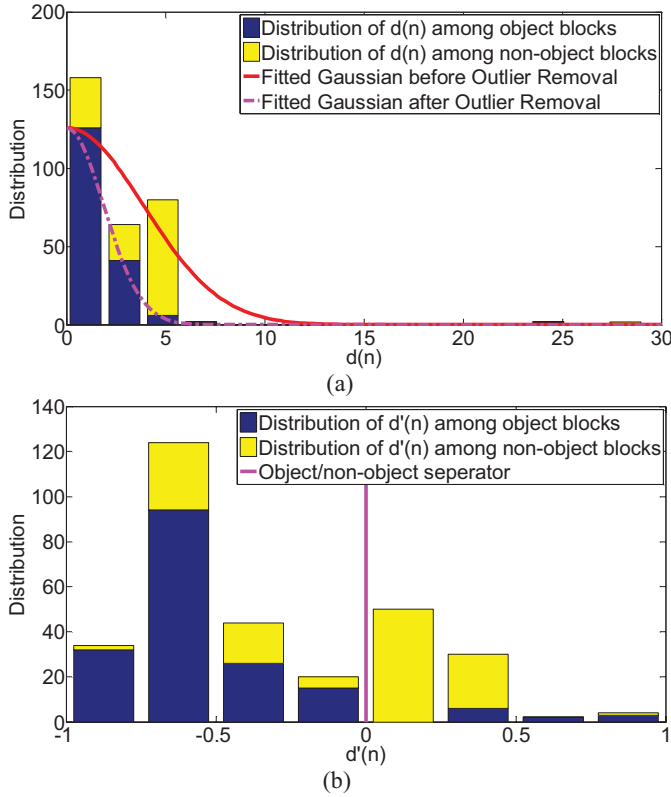 200
150
100
50
0
Distribution
Distribution of d(n) among object blocks
Distribution of d(n) among non-object blocks
Fitted Gaussian before Outlier Removal
Fitted Gaussian after Outlier Removal
0 5 10 15 20 25 30
d(n)
(a)
140
120
100
80
60
40
20
0
Distribution
Distribution of d'(n) among object blocks
Distribution of d'(n) among non-object blocks
Object/non-object seperator
-1 -0.5 0 0.5 1
d'(n)
(b)